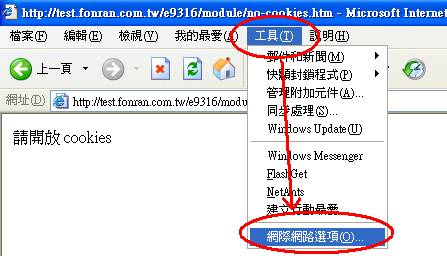 http://test.fonran.com.tw/e9316/module/no-cookies.htm - Microsoft Internet
檔案(F) 編輯(E) 檢視(V) 我的最愛(A) 工具(T) 說明(H)
上一頁
網址(D) http://test.fonran.com.tw/e9316/modu
請開放 cookies
郵件和新聞(M)
快顯封鎖程式(P)
管理附加元件(A)...
同步處理(S)...
Windows Update(U)
Windows Messenger
FlashGet
NetAnts
建立行動最愛
網際網路選項(O)...